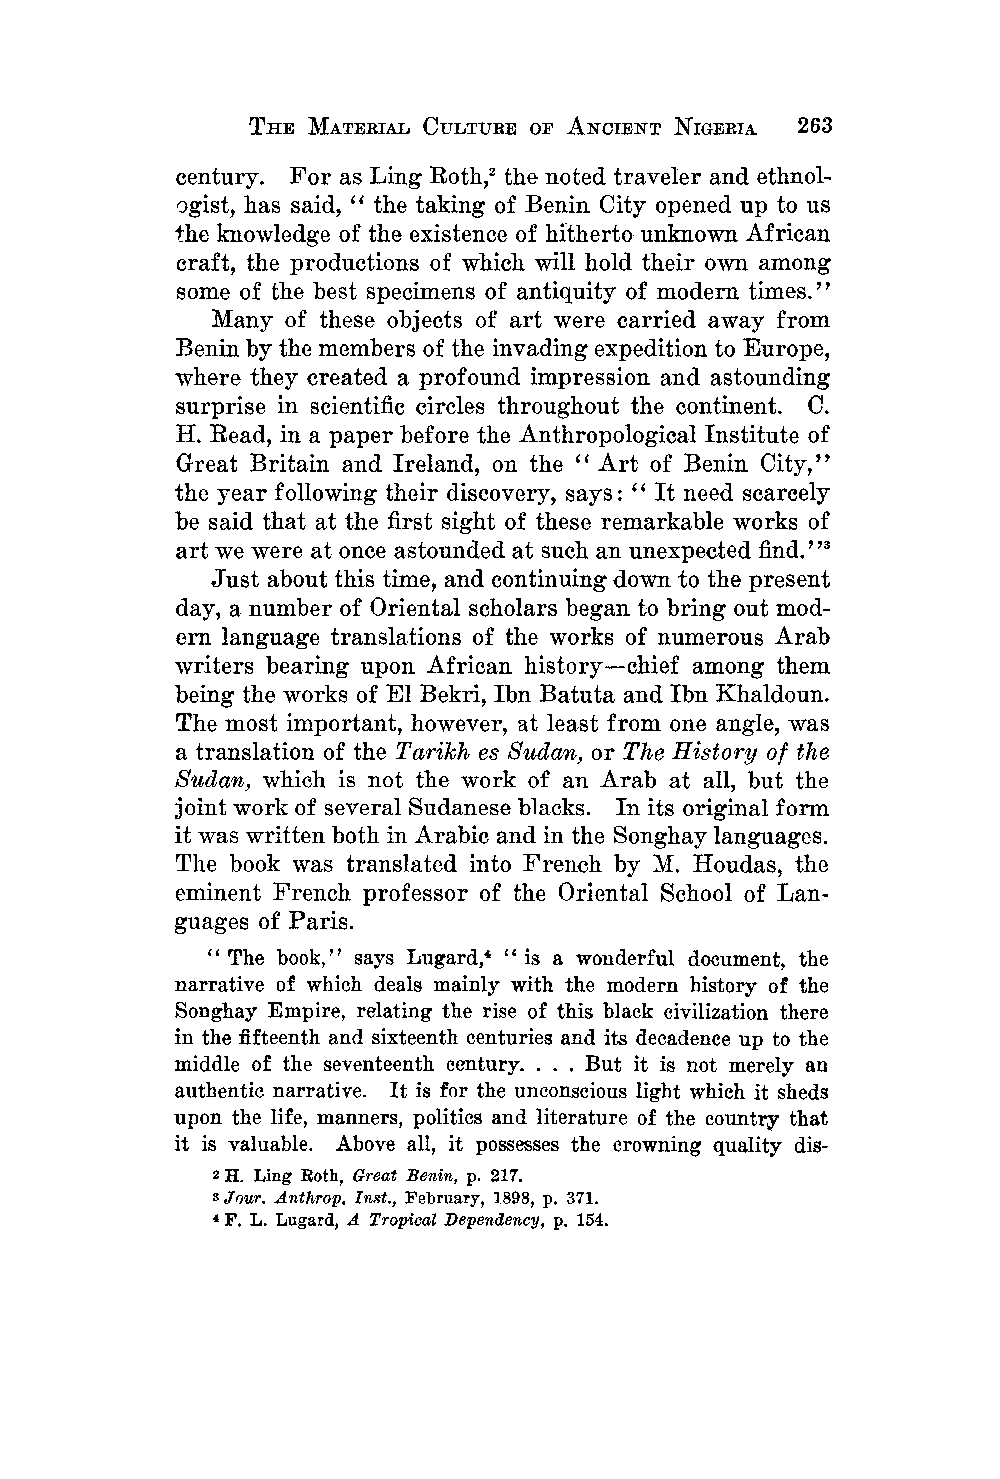 THE MATERIAL CULTURE OF ANCIENT NIGERIA 263
century. For as Ling Roth,² the noted traveler and ethnol-
ogist, has said, “ the taking of Benin City opened up to us
the knowledge of the existence of hitherto unknown African
craft, the productions of which will hold their own among
some of the best specimens of antiquity of modern times.”
Many of these objects of art were carried away from
Benin by the members of the invading expedition to Europe,
where they created a profound impression and astounding
surprise in scientific circles throughout the continent. C.
H. Read, in a paper before the Anthropological Institute of
Great Britain and Ireland, on the “ Art of Benin City,”
the year following their discovery, says: “ It need scarcely
be said that at the first sight of these remarkable works of
art we were at once astounded at such an unexpected find.”³
Just about this time, and continuing down to the present
day, a number of Oriental scholars began to bring out mod-
ern language translations of the works of numerous Arab
writers bearing upon African history—chief among them
being the works of El Bekri, Ibn Batuta and Ibn Khaldoun.
The most important, however, at least from one angle, was
a translation of the Tarikh es Sudan, or The History of the
Sudan, which is not the work of an Arab at all, but the
joint work of several Sudanese blacks. In its original form
it was written both in Arabic and in the Songhay languages.
The book was translated into French by M. Houdas, the
eminent French professor of the Oriental School of Lan-
guages of Paris.
“ The book,” says Lugard,⁴ “ is a wonderful document, the
narrative of which deals mainly with the modern history of the
Songhay Empire, relating the rise of this black civilization there
in the fifteenth and sixteenth centuries and its decadence up to the
middle of the seventeenth century. . . . But it is not merely an
authentic narrative. It is for the unconscious light which it sheds
upon the life, manners, politics and literature of the country that
it is valuable. Above all, it possesses the crowning quality dis-
² H. Ling Roth, Great Benin, p. 217.
³ Jour. Anthrop. Inst., February, 1898, p. 371.
⁴ F. L. Lugard, A Tropical Dependency, p. 154.